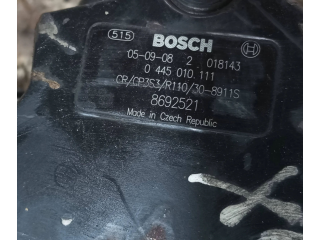 515 BOSCH
05-09-08 2 018143
0 445 010 111
CR/CP3S3/R110/30-8911S
8692521
Made in Czech Republic